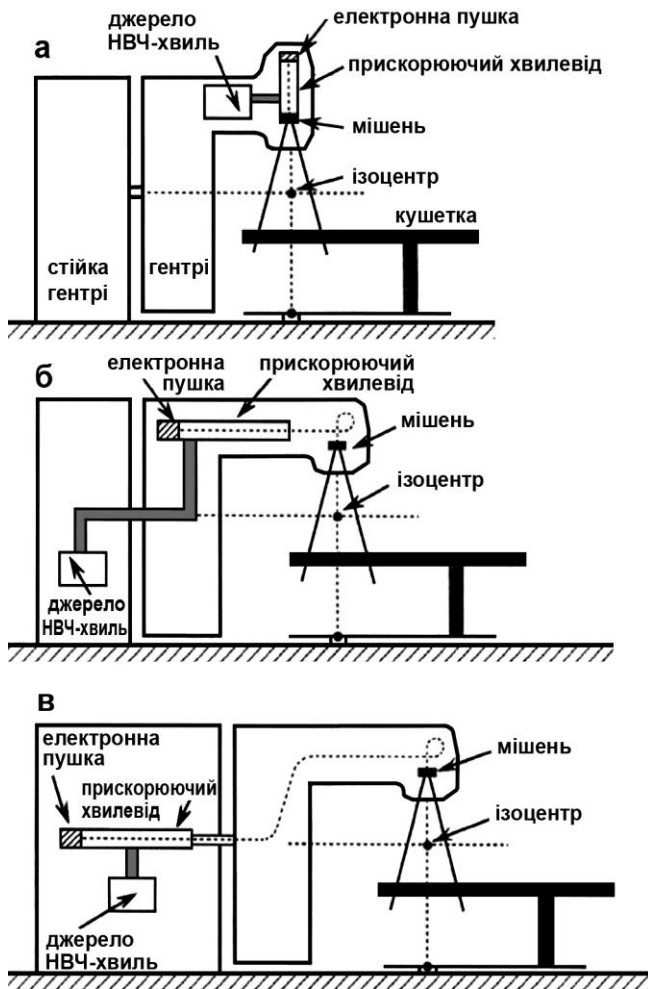 а
джерело
НВЧ-хвиль
електронна
пушка
прискорюючий
хвилевід
мішень
ізоцентр
кушетка
стійка
гентрі
гентрі
б
електронна
пушка
прискорюючий
хвилевід
мішень
ізоцентр
джерело
НВЧ-хвиль
в
електронна
пушка
прискорюючий
хвилевід
мішень
ізоцентр
джерело
НВЧ-хвиль